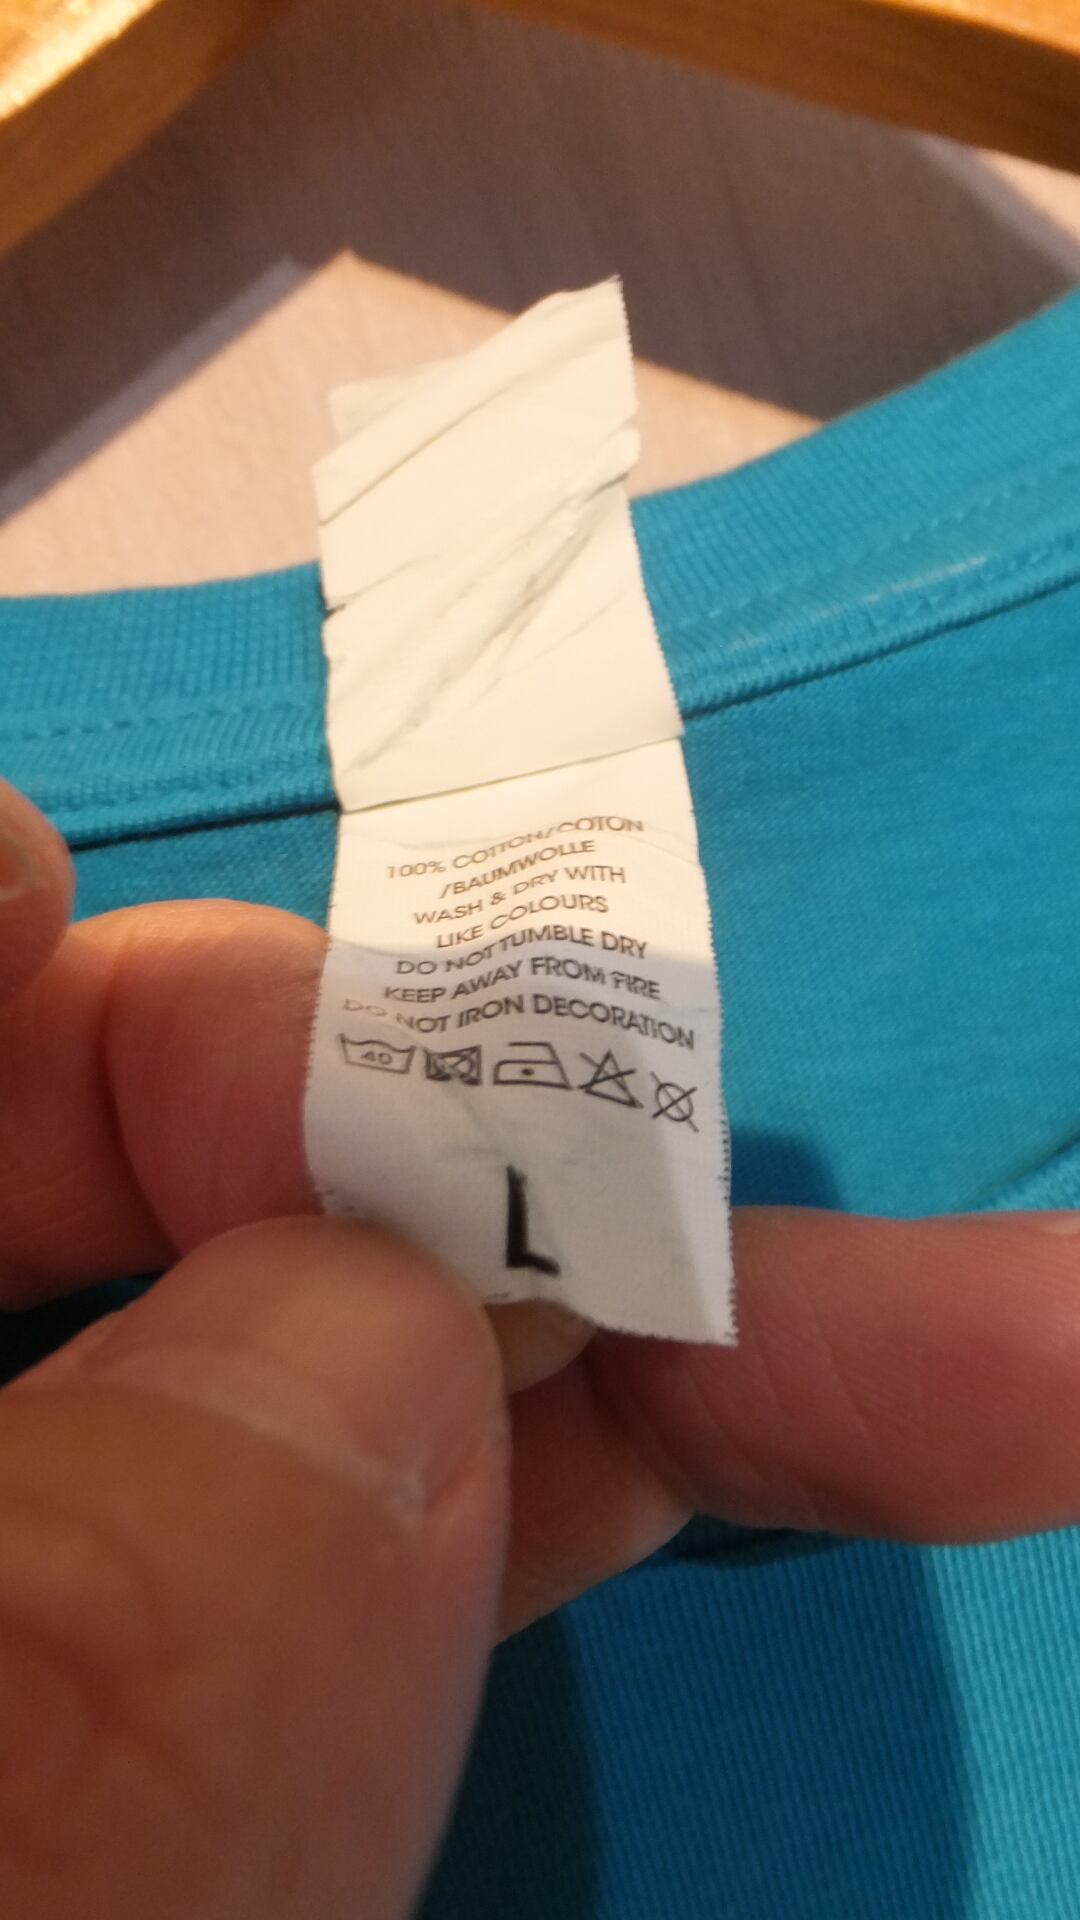 100% COTTON/COTON
/BAUMWOLLE
WASH & DRY WITH
LIKE COLOURS
DO NOT TUMBLE DRY
KEEP AWAY FROM FIRE
DO NOT IRON DECORATION
40
L